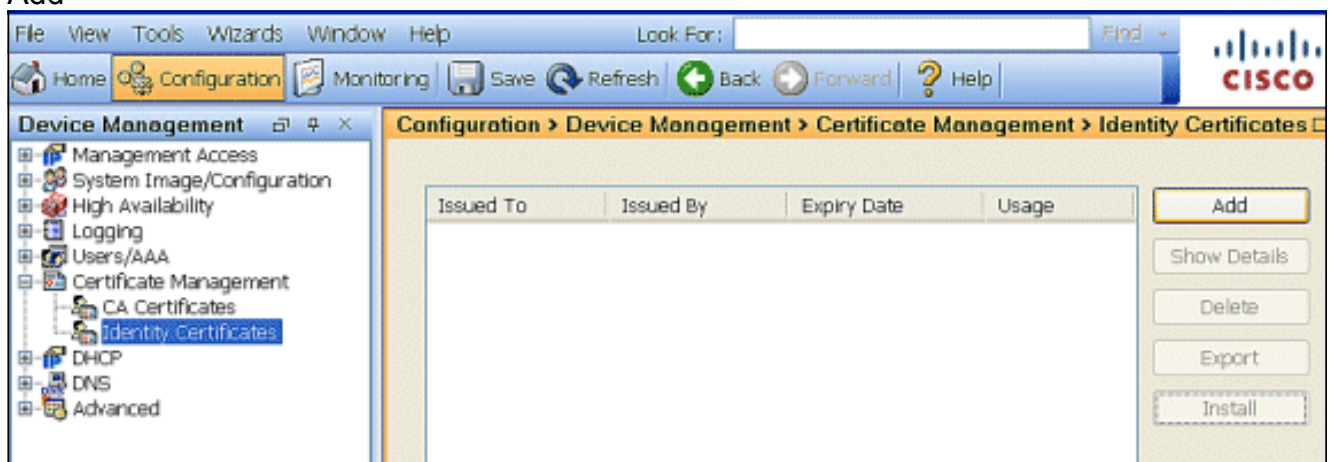 Add
File View Tools Wizards Window Help Look For: Find
Home Configuration Monitoring Save Refresh Back Forward Help
CISCO
Device Management
Configuration > Device Management > Certificate Management > Identity Certificates
Management Access
System Image/Configuration
High Availability
Logging
Users/AAA
Certificate Management
CA Certificates
Identity Certificates
DHCP
DNS
Advanced
Issued To Issued By Expiry Date Usage
Add
Show Details
Delete
Export
Install